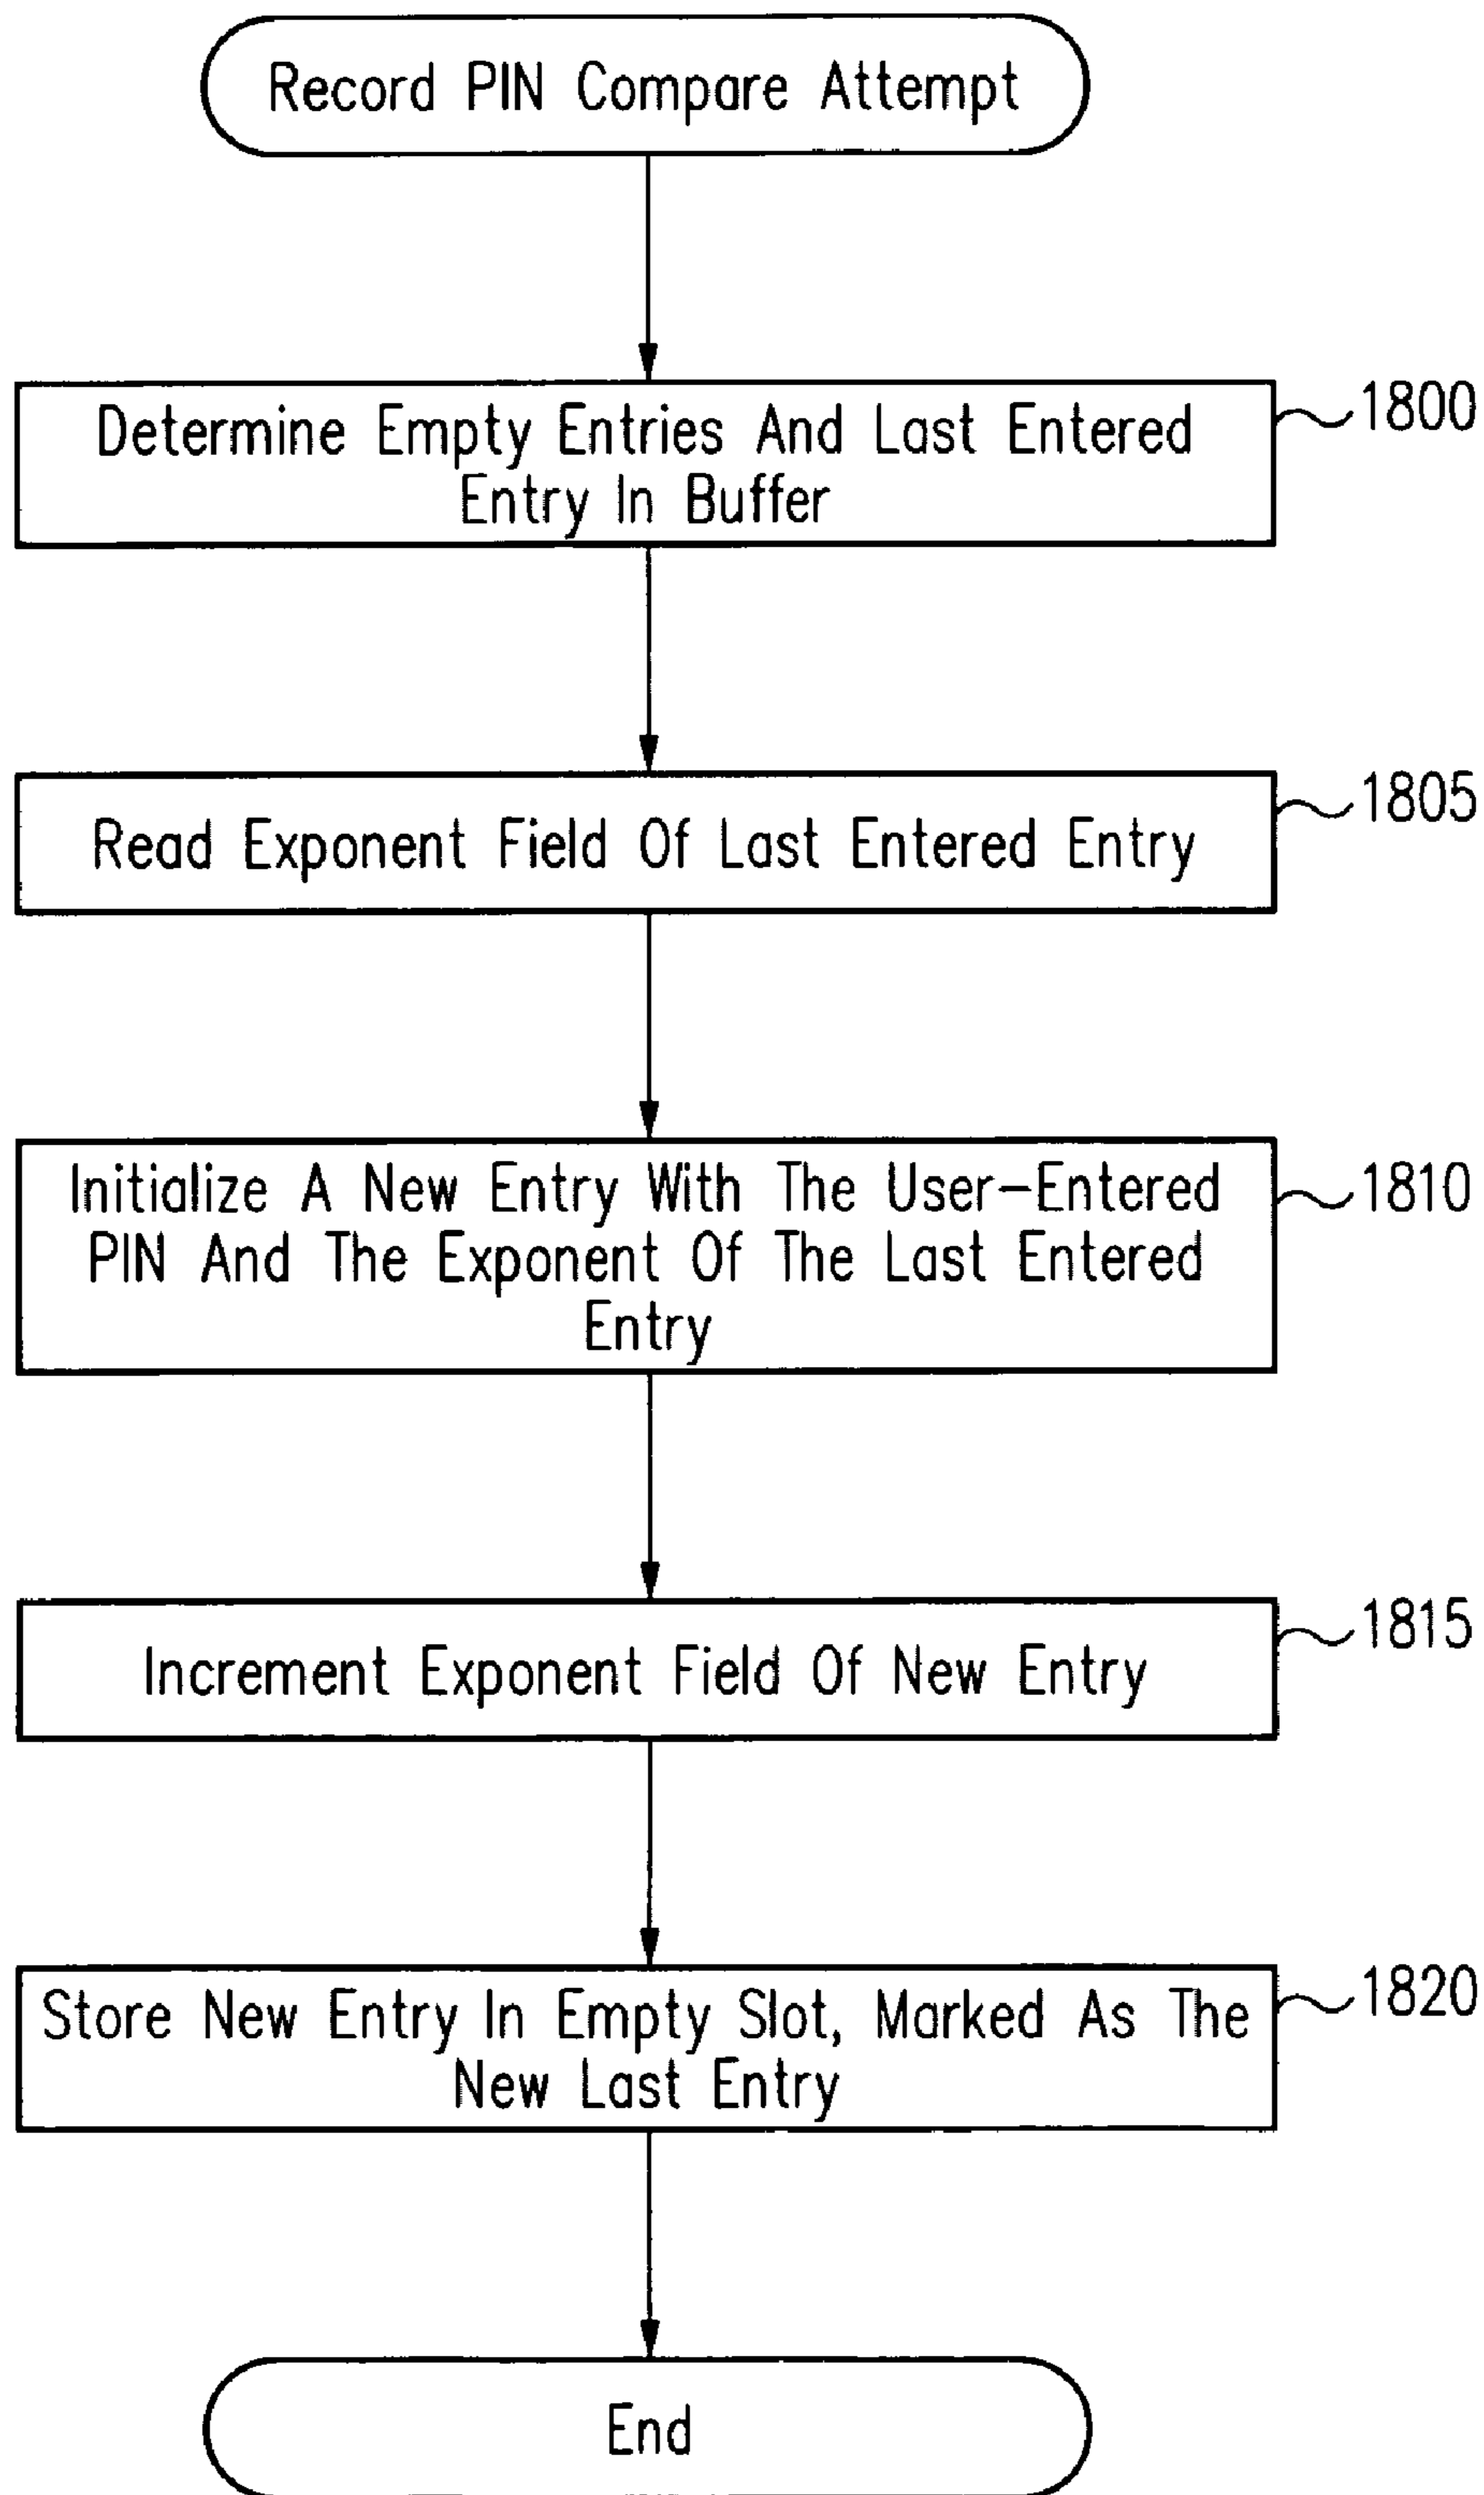 Record PIN Compare Attempt
Determine Empty Entries And Last Entered
Entry In Buffer
1800
Read Exponent Field Of Last Entered Entry
1805
Initialize A New Entry With The User-Entered
PIN And The Exponent Of The Last Entered
Entry
1810
Increment Exponent Field Of New Entry
1815
Store New Entry In Empty Slot, Marked As The
New Last Entry
1820
End